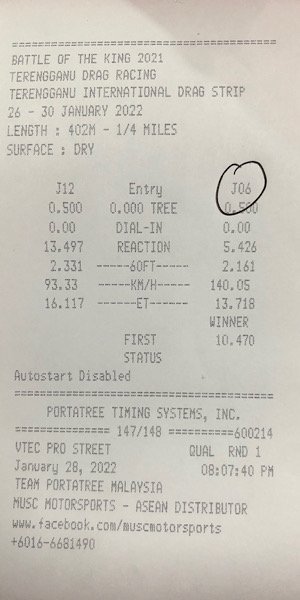 ==============================================
BATTLE OF THE KING 2021
TERENGGANU DRAG RACING
TERENGGANU INTERNATIONAL DRAG STRIP
26 - 30 JANUARY 2022
LENGTH : 402M - 1/4 MILES
SURFACE : DRY
J12 Entry J06
0.500 0.000 TREE 0.500
0.00 DIAL-IN 0.00
13.497 REACTION 5.426
2.331 -----60FT----- 2.161
93.33 -----KM/H----- 140.05
16.117 ------ET------ 13.718
WINNER
FIRST 10.470
STATUS
Autostart Disabled
==============================================
PORTATREE TIMING SYSTEMS, INC.
=============== 147/148 ==========600214
VTEC PRO STREET QUAL RND 1
January 28, 2022 08:07:40 PM
TEAM PORTATREE MALAYSIA
MUSC MOTORSPORTS - ASEAN DISTRIBUTOR
www.facebook.com/muscmotorsports
+6016-6681490